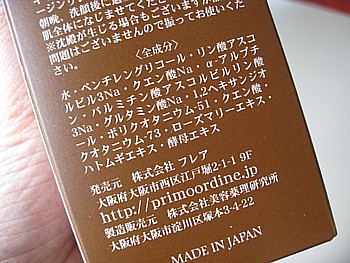 ージングリ
朝晩、洗顔後に適
肌全体になじませてくださ
※沈殿が生じる場合もございますが品
問題はございませんので振ってお使いくた
さい。
<全成分>
水・ペンチレングリコール・リン酸アスコ
ルビル3Na・クエン酸Na・α-アルブチ
ン・パルミチン酸アスコルビルリン酸
3Na・グルタミン酸Na・1,2ヘキサンジオ
ール・ポリクオタニウム-51・クエン酸・
クオタニウム-73・ローズマリーエキス・
ハトムギエキス・酵母エキス
発売元 株式会社 フレア
大阪府大阪市西区江戸堀2-1-1 9F
http://primoordine.jp/
製造販売元 株式会社美容薬理研究所
大阪府大阪市淀川区塚本3-4-22
MADE IN JAPAN